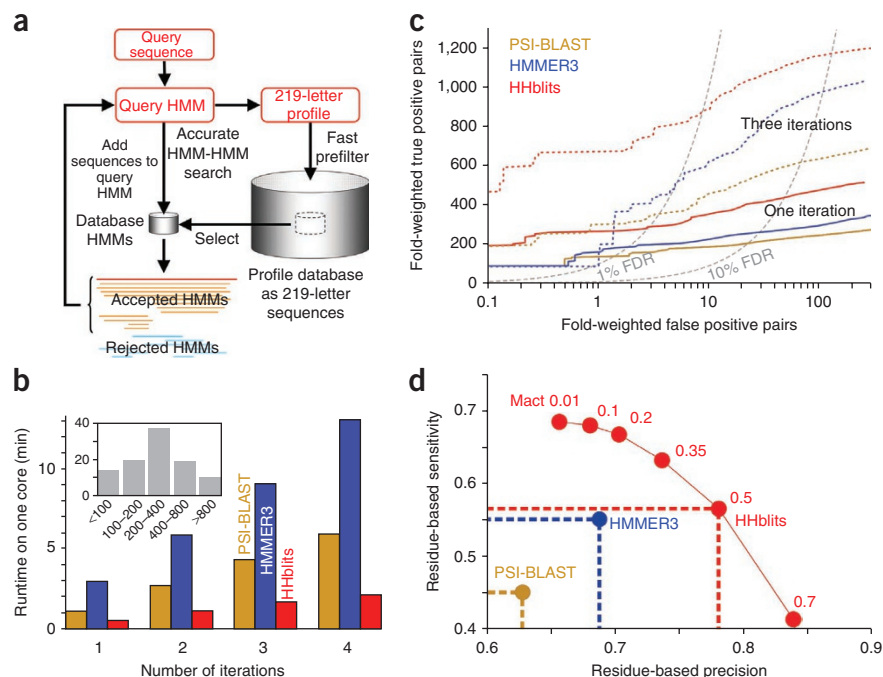 a
Query
sequence
Query HMM
219-letter
profile
Add
sequences to
query
HMM
Accurate
HMM-HMM
search
Fast
prefilter
Database
HMMs
Select
Profile database
as 219-letter
sequences
Accepted HMMs
Rejected HMMs
b
Runtime on one core (min)
10
5
0
40
20
0
<100
100–200
200–400
400–800
>800
PSI-BLAST
HMMER3
HHblits
1
2
3
4
Number of iterations
c
Fold-weighted true positive pairs
1,200
1,000
800
600
400
200
0
PSI-BLAST
HMMER3
HHblits
Three iterations
One iteration
1% FDR
10% FDR
0.1
1
10
100
Fold-weighted false positive pairs
d
Residue-based sensitivity
0.7
0.6
0.5
0.4
Mact 0.01
0.1
0.2
0.35
0.5
HHblits
HMMER3
PSI-BLAST
0.7
0.6
0.7
0.8
0.9
Residue-based precision